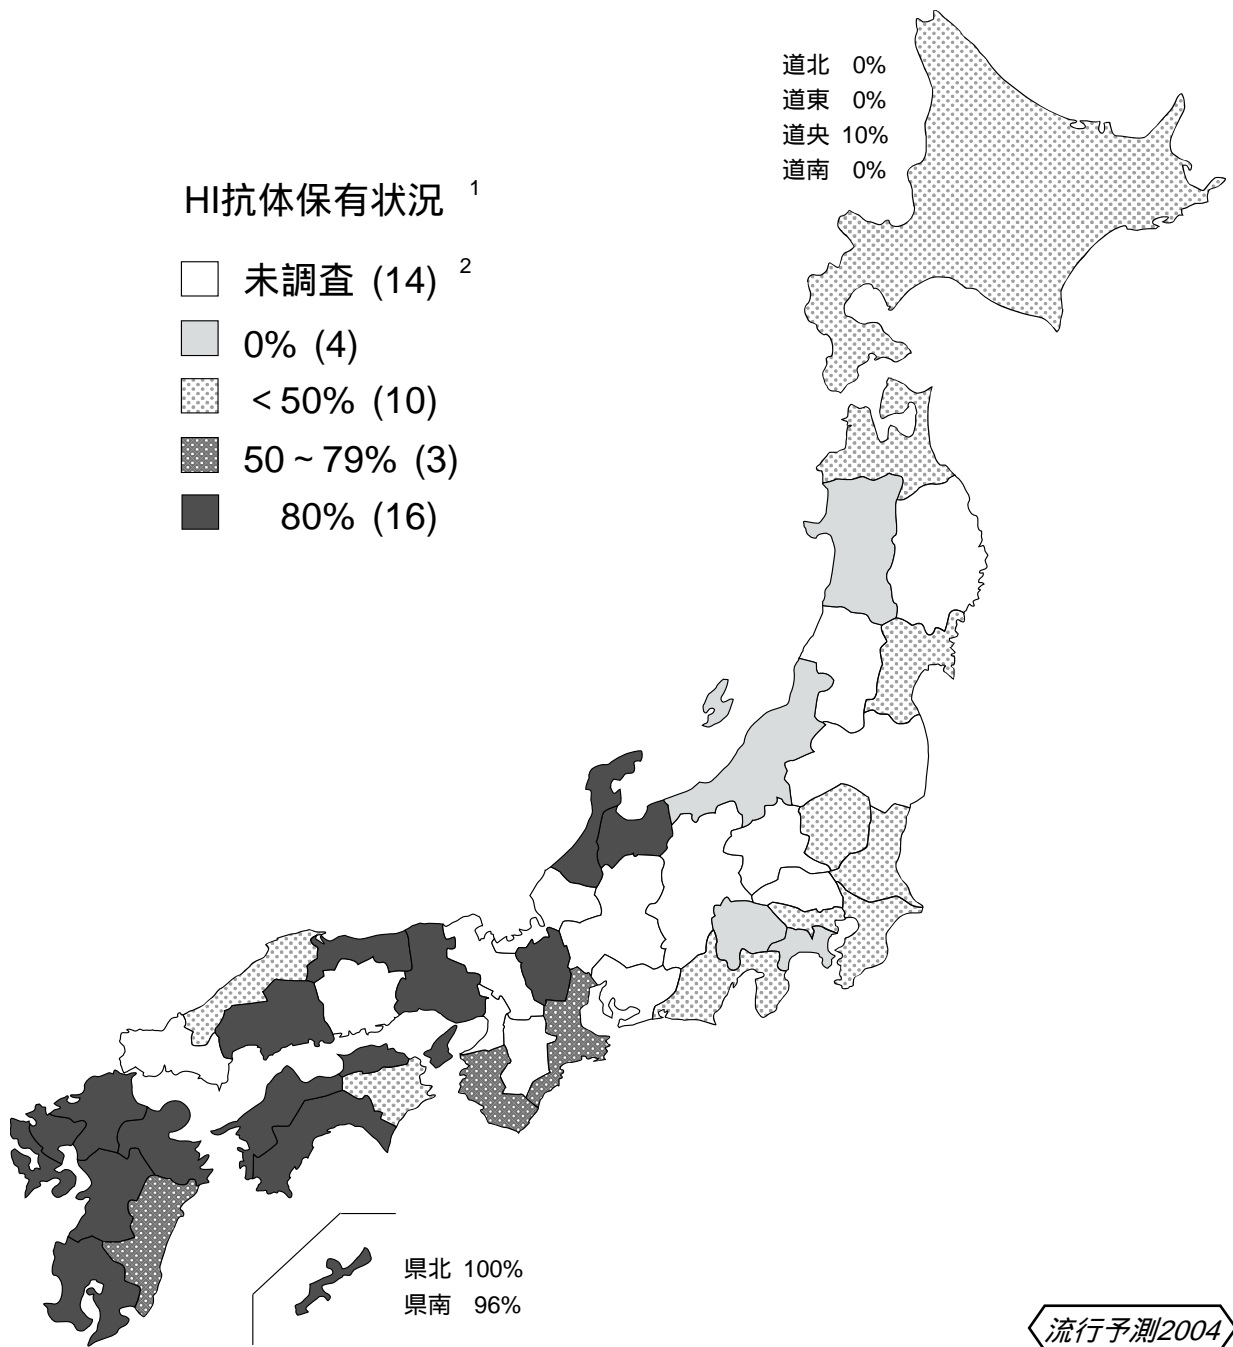 道北 0%
道東 0%
道央 10%
道南 0%
HI抗体保有状況 1
未調査 (14) 2
0% (4)
＜50% (10)
50～79% (3)
80% (16)
県北 100%
県南 96%
流行予測2004